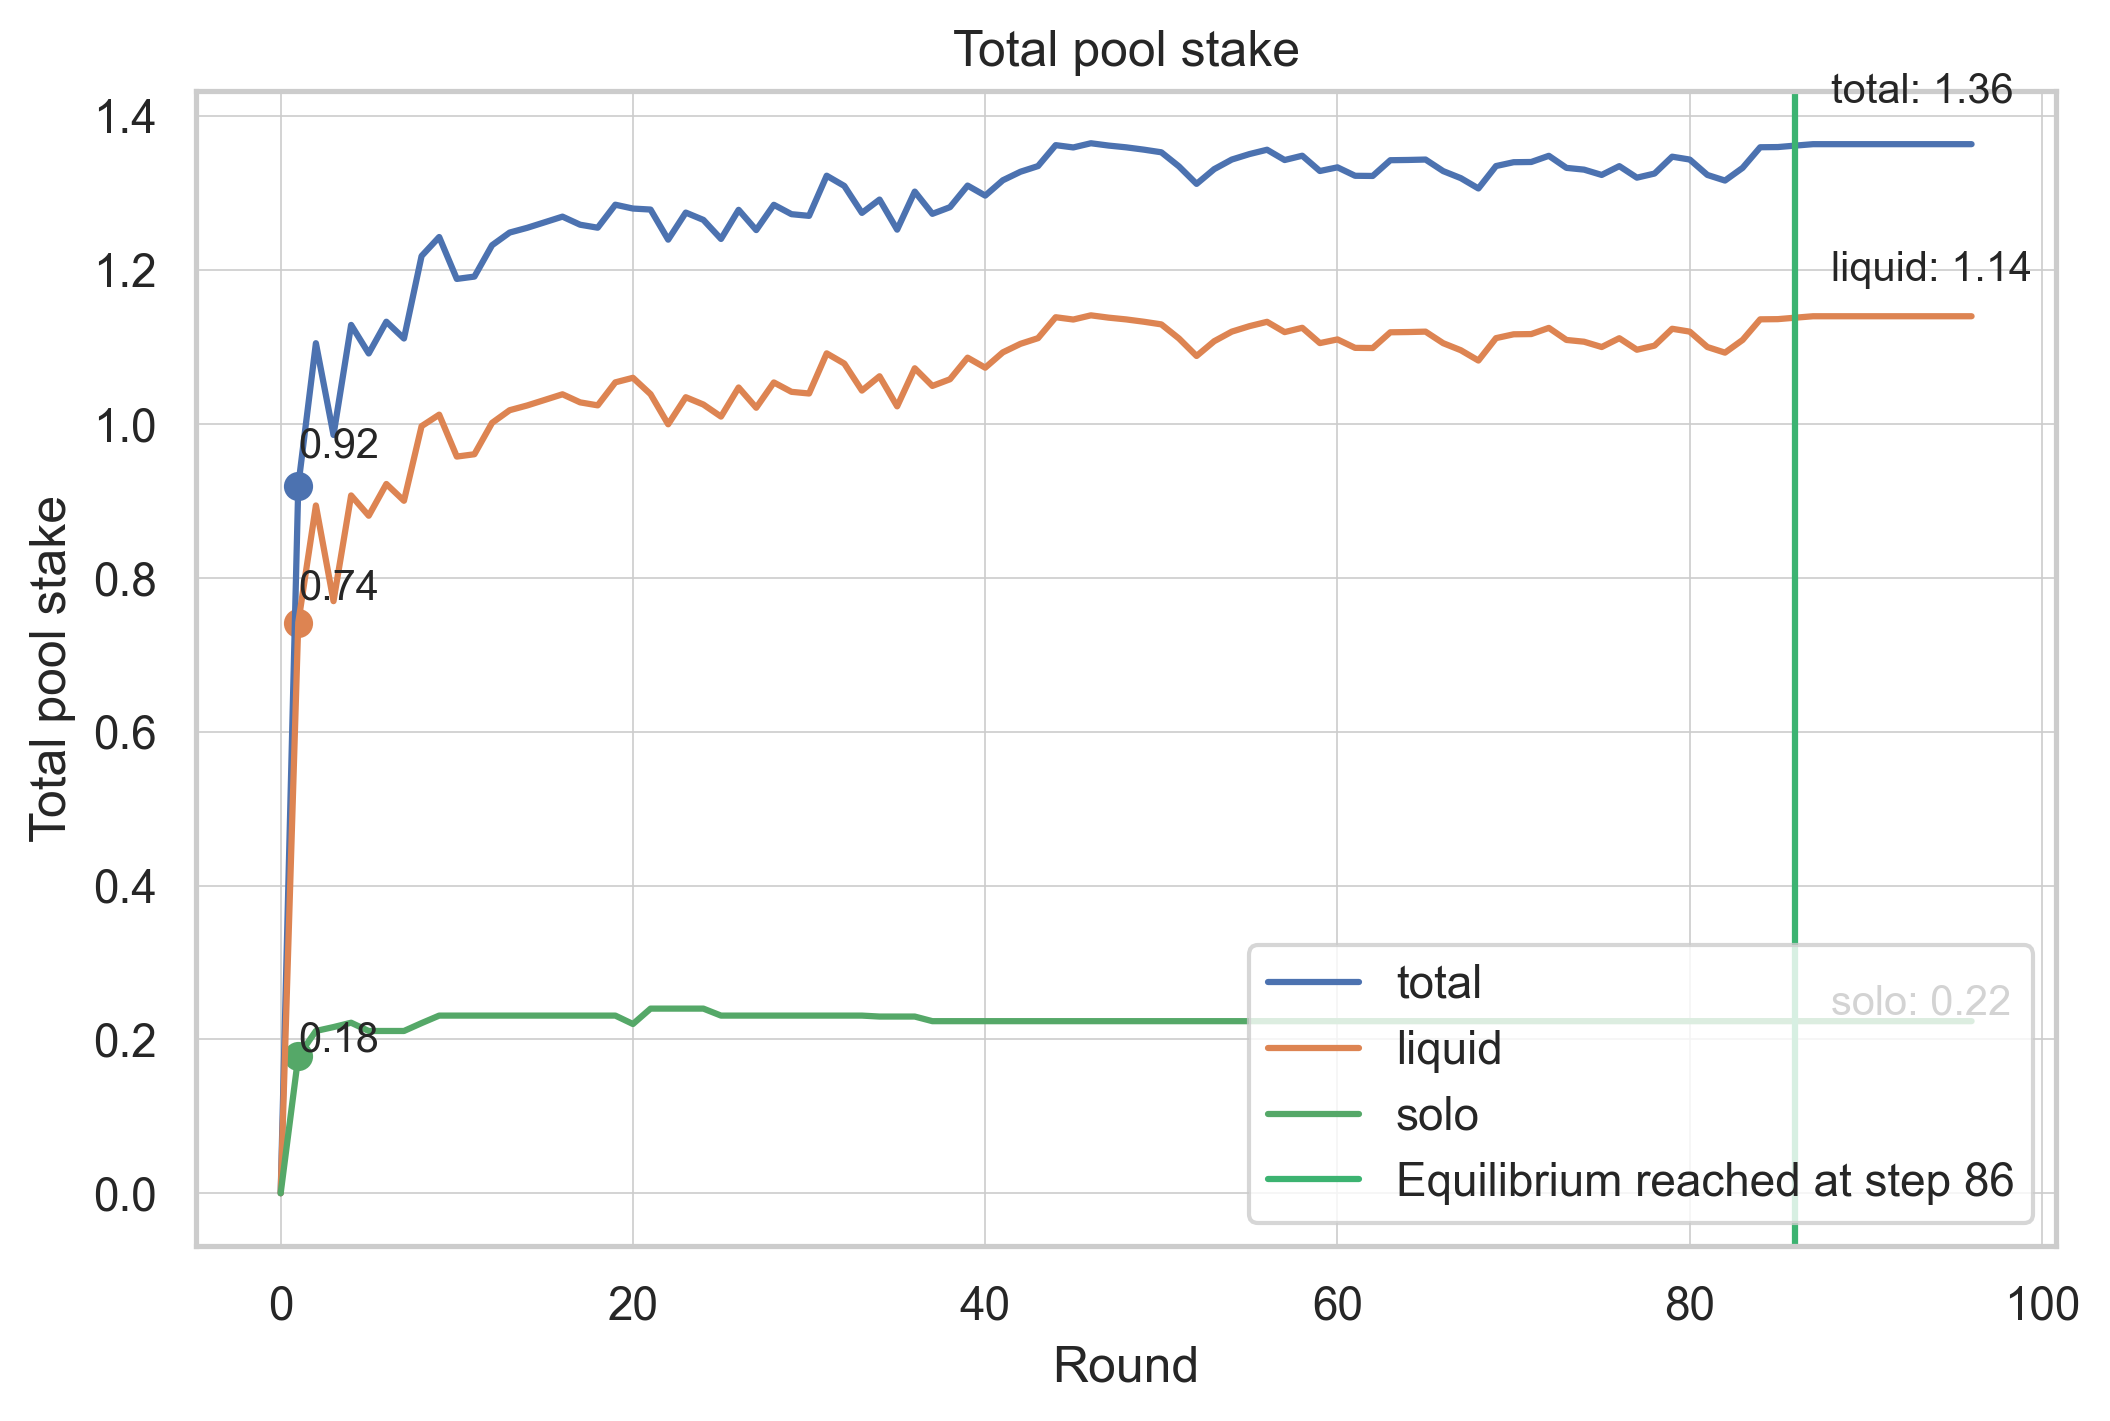 Total pool stake
Total pool stake
1.4
1.2
1.0
0.8
0.6
0.4
0.2
0.0
total: 1.36
liquid: 1.14
0.92
0.74
0.18
solo: 0.22
total
liquid
solo
Equilibrium reached at step 86
0
20
40
60
80
100
Round